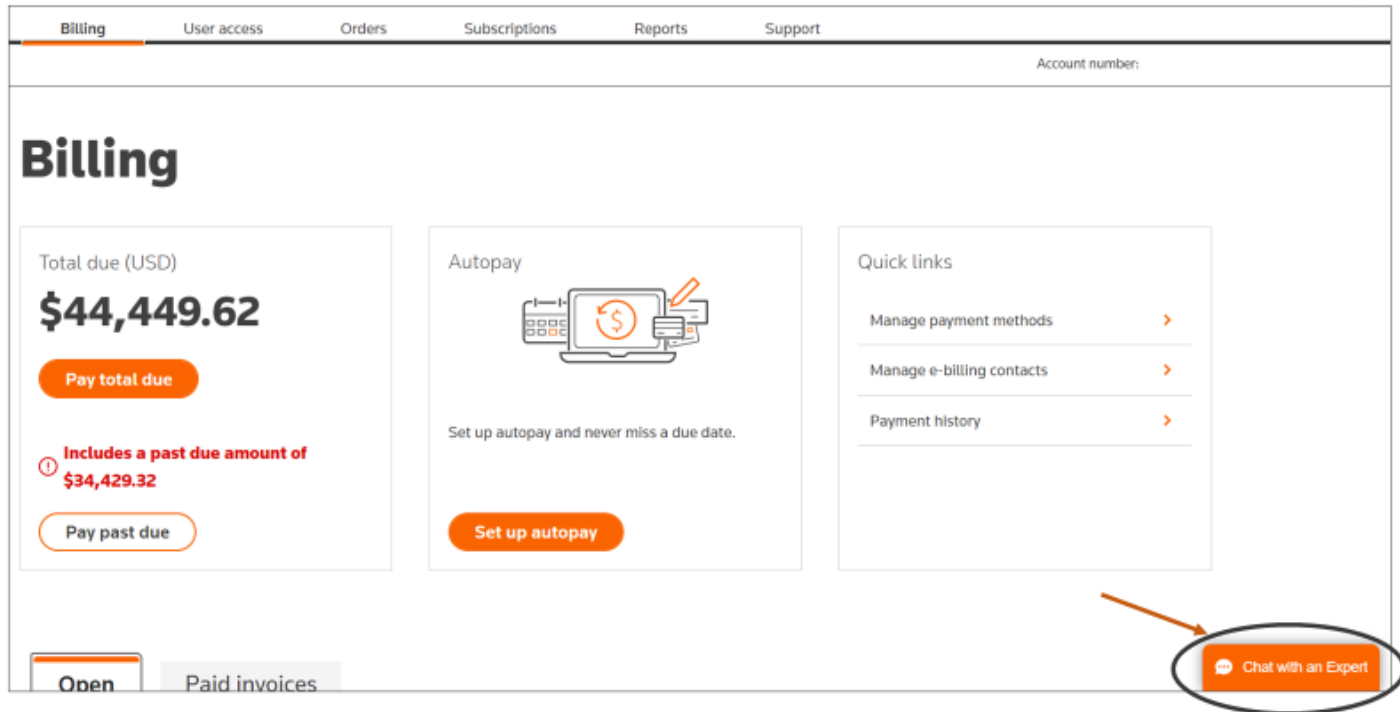 Billing User access Orders Subscriptions Reports Support
Account number:
Billing
Total due (USD)
$44,449.62
Pay total due
Includes a past due amount of
$34,429.32
Pay past due
Autopay
$
Set up autopay and never miss a due date.
Set up autopay
Quick links
Manage payment methods
Manage e-billing contacts
Payment history
Open Paid invoices
Chat with an Expert